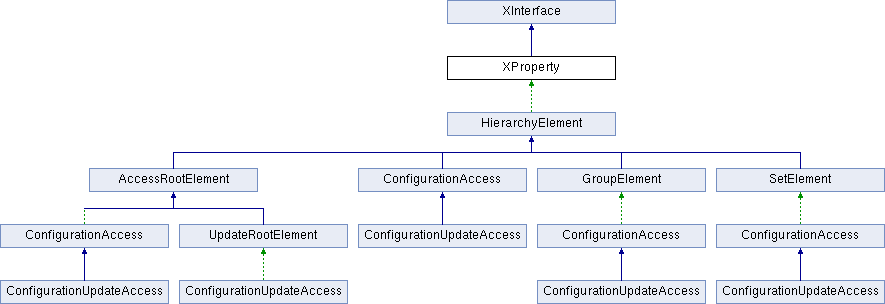 XInterface
XProperty
HierarchyElement
AccessRootElement
ConfigurationAccess
GroupElement
SetElement
ConfigurationAccess
UpdateRootElement
ConfigurationUpdateAccess
ConfigurationAccess
ConfigurationAccess
ConfigurationUpdateAccess
ConfigurationUpdateAccess
ConfigurationUpdateAccess
ConfigurationUpdateAccess